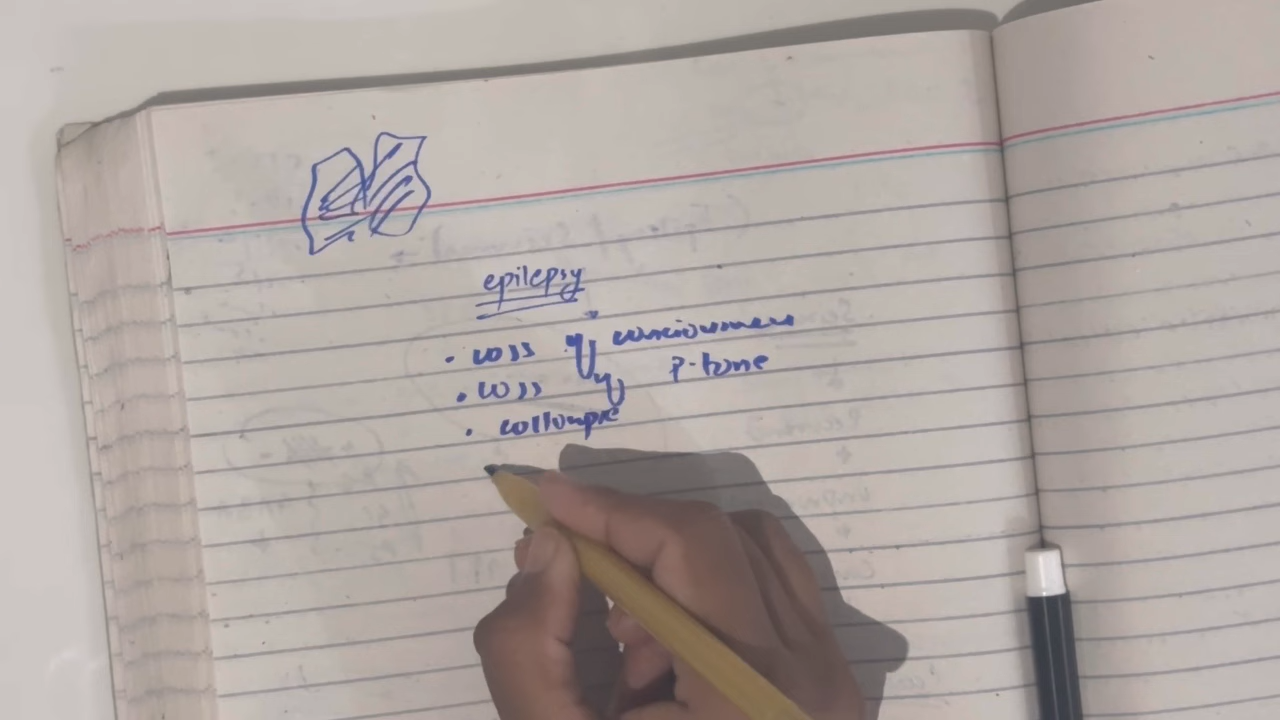 epilepsy
• loss of consciousness
• loss of p-tone
• collapse